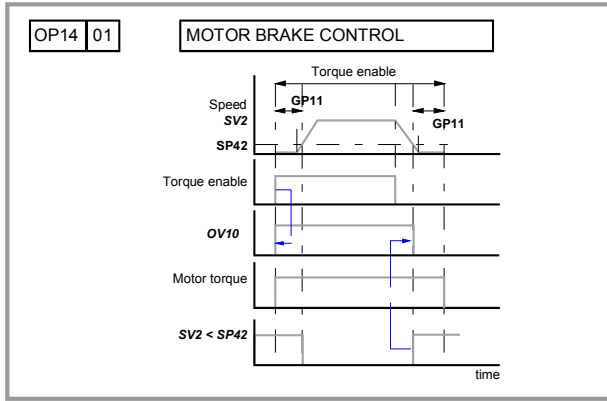 OP14 01 MOTOR BRAKE CONTROL
Torque enable
Speed GP11
SV2 GP11
SP42
Torque enable
OV10
Motor torque
SV2 < SP42
time